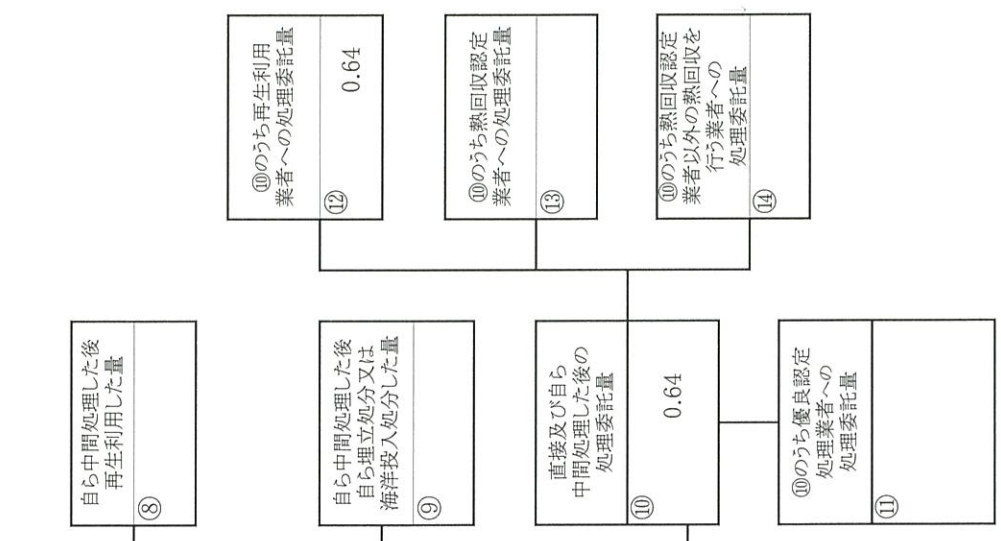 自ら中間処理した後
再生利用した量
⑧
自ら中間処理した後
自ら埋立処分又は
海洋投入処分した量
⑨
直接及び自ら
中間処理した後の
処理委託量
⑩
0.64
⑩のうち優良認定
処理業者への
処理委託量
⑪
⑩のうち再生利用
業者への処理委託量
⑫
0.64
⑩のうち熱回収認定
業者への処理委託量
⑬
⑩のうち熱回収認定
業者以外の熱回収を
行う業者への
処理委託量
⑭